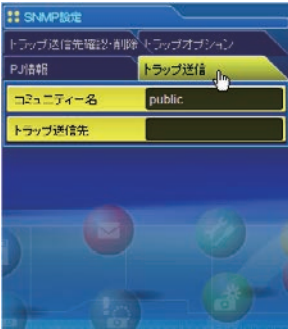 SNMP設定
トラップ送信先確認・削除 トラップオプション
PJ情報 トラップ送信
コミュニティー名 public
トラップ送信先